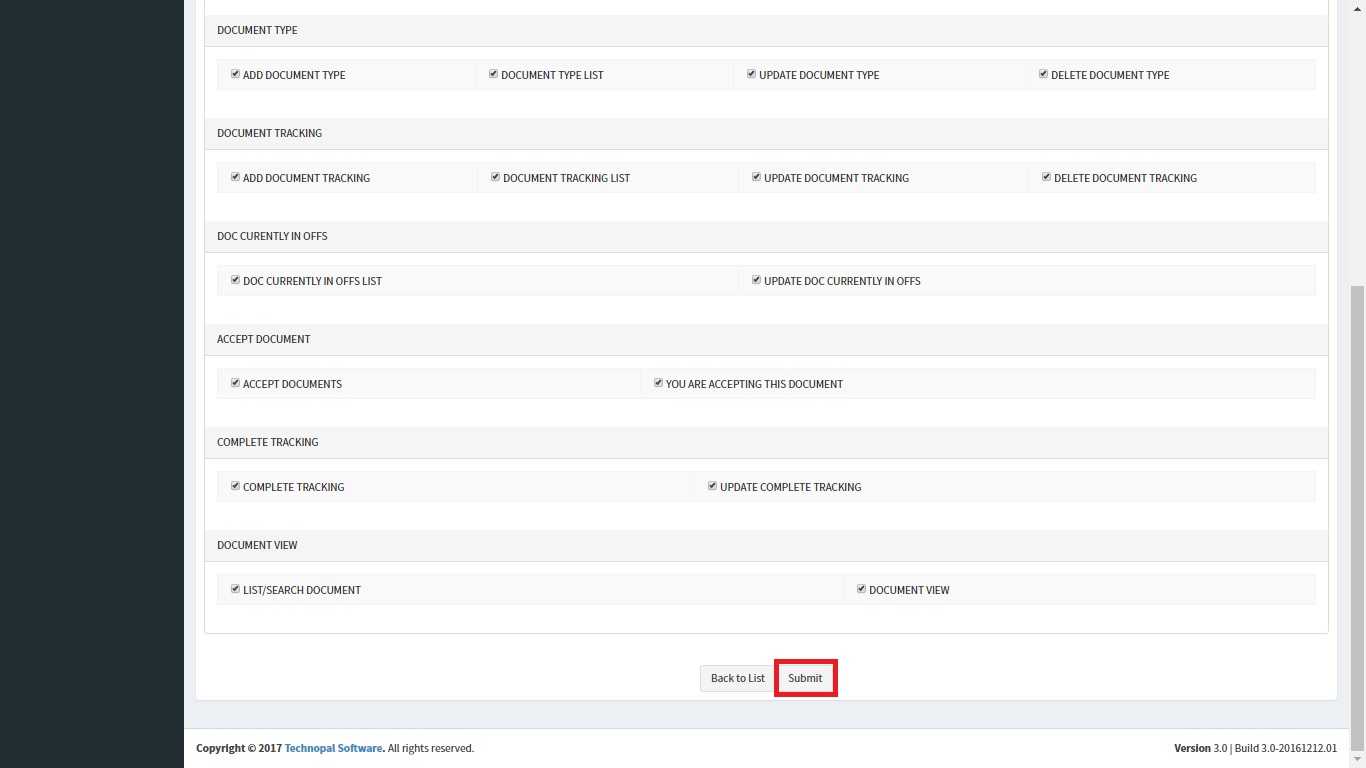 DOCUMENT TYPE
ADD DOCUMENT TYPE DOCUMENT TYPE LIST UPDATE DOCUMENT TYPE DELETE DOCUMENT TYPE
DOCUMENT TRACKING
ADD DOCUMENT TRACKING DOCUMENT TRACKING LIST UPDATE DOCUMENT TRACKING DELETE DOCUMENT TRACKING
DOC CURENTLY IN OFFS
DOC CURRENTLY IN OFFS LIST UPDATE DOC CURRENTLY IN OFFS
ACCEPT DOCUMENT
ACCEPT DOCUMENTS YOU ARE ACCEPTING THIS DOCUMENT
COMPLETE TRACKING
COMPLETE TRACKING UPDATE COMPLETE TRACKING
DOCUMENT VIEW
LIST/SEARCH DOCUMENT DOCUMENT VIEW
Back to List Submit
Copyright © 2017 Technopal Software. All rights reserved. Version 3.0 | Build 3.0-20161212.01